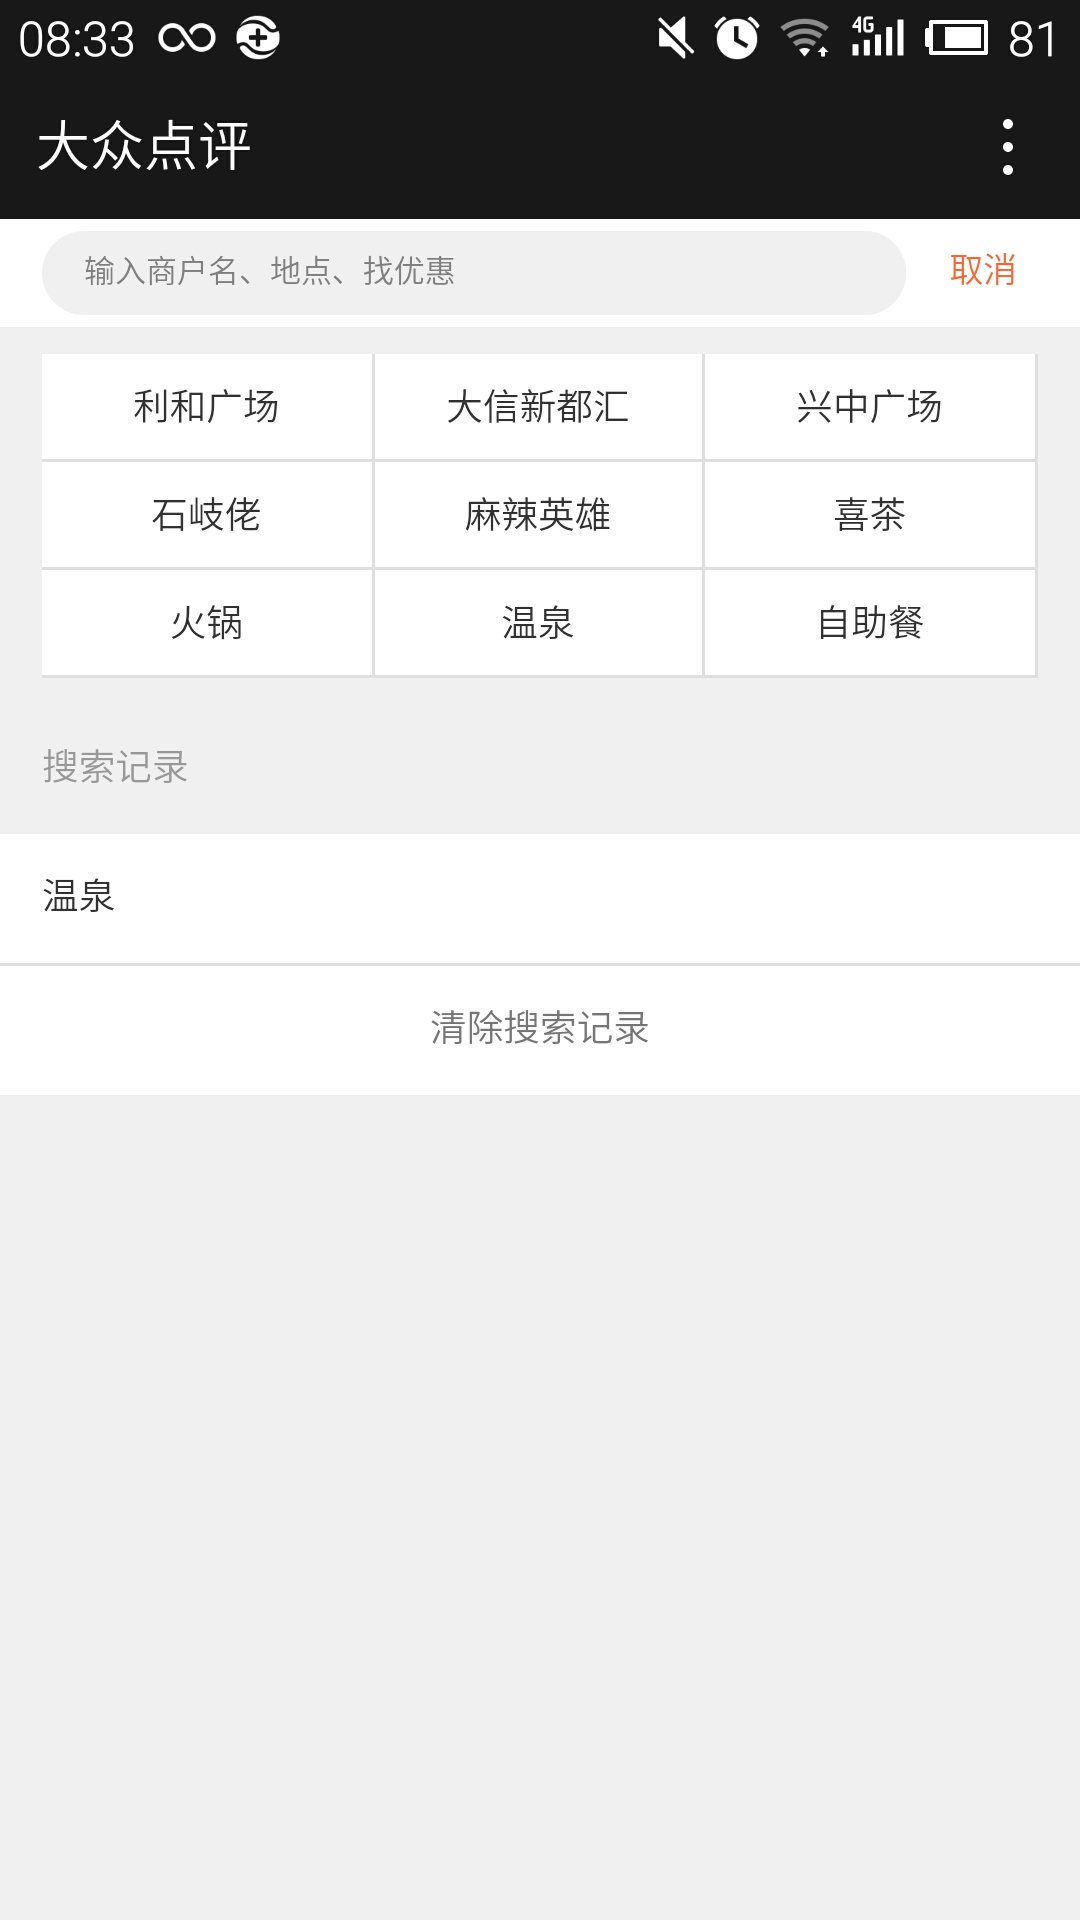 08:33 4G 81
大众点评
输入商户名、地点、找优惠 取消
利和广场 大信新都汇 兴中广场
石岐佬 麻辣英雄 喜茶
火锅 温泉 自助餐
搜索记录
温泉
清除搜索记录